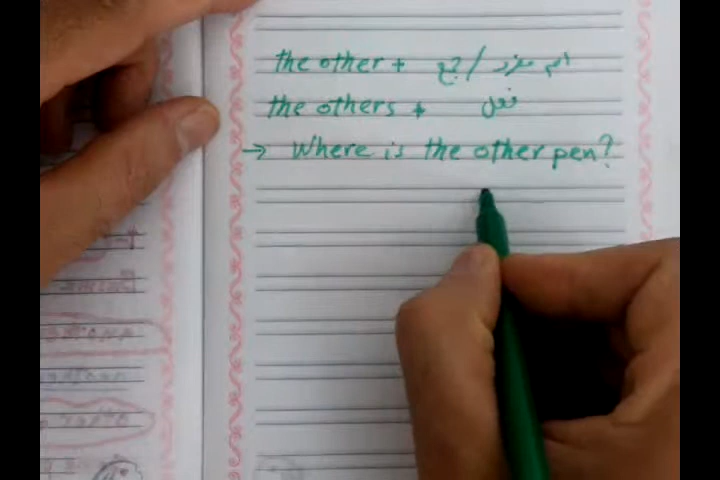 the other + اسم مفرد / جمع
the others + فعل
→ Where is the other pen?